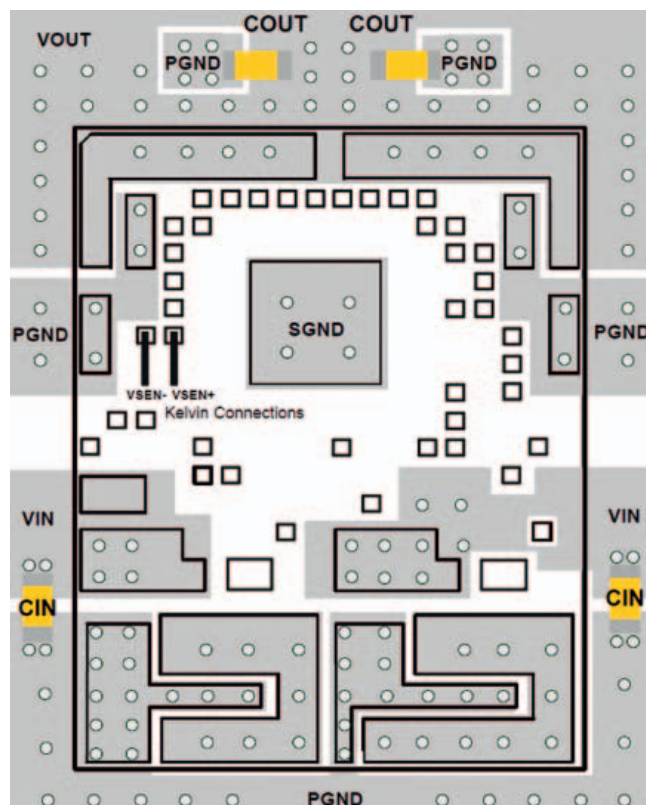 COUT COUT
VOUT
PGND PGND
SGND
PGND PGND
VSEN- VSEN+
Kelvin Connections
VIN VIN
CIN CIN
PGND